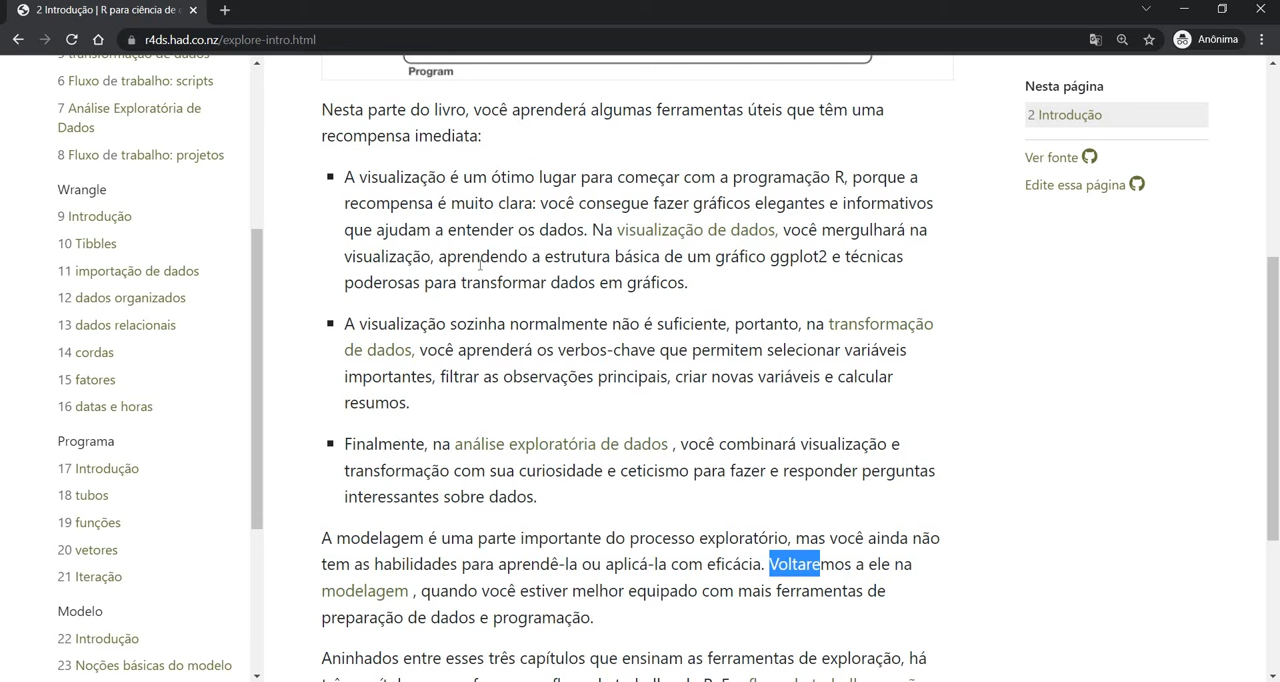 2 Introdução | R para ciência de
r4ds.had.co.nz/explore-intro.html
Anônima
5 transformação de dados
6 Fluxo de trabalho: scripts
7 Análise Exploratória de
Dados
8 Fluxo de trabalho: projetos
Wrangle
9 Introdução
10 Tibbles
11 importação de dados
12 dados organizados
13 dados relacionais
14 cordas
15 fatores
16 datas e horas
Programa
17 Introdução
18 tubos
19 funções
20 vetores
21 Iteração
Modelo
22 Introdução
23 Noções básicas do modelo
Program
Nesta parte do livro, você aprenderá algumas ferramentas úteis que têm uma
recompensa imediata:
A visualização é um ótimo lugar para começar com a programação R, porque a
recompensa é muito clara: você consegue fazer gráficos elegantes e informativos
que ajudam a entender os dados. Na visualização de dados, você mergulhará na
visualização, aprendendo a estrutura básica de um gráfico ggplot2 e técnicas
poderosas para transformar dados em gráficos.
A visualização sozinha normalmente não é suficiente, portanto, na transformação
de dados, você aprenderá os verbos-chave que permitem selecionar variáveis
importantes, filtrar as observações principais, criar novas variáveis e calcular
resumos.
Finalmente, na análise exploratória de dados , você combinará visualização e
transformação com sua curiosidade e ceticismo para fazer e responder perguntas
interessantes sobre dados.
A modelagem é uma parte importante do processo exploratório, mas você ainda não
tem as habilidades para aprendê-la ou aplicá-la com eficácia. Voltaremos a ele na
modelagem , quando você estiver melhor equipado com mais ferramentas de
preparação de dados e programação.
Aninhados entre esses três capítulos que ensinam as ferramentas de exploração, há
Nesta página
2 Introdução
Ver fonte
Edite essa página